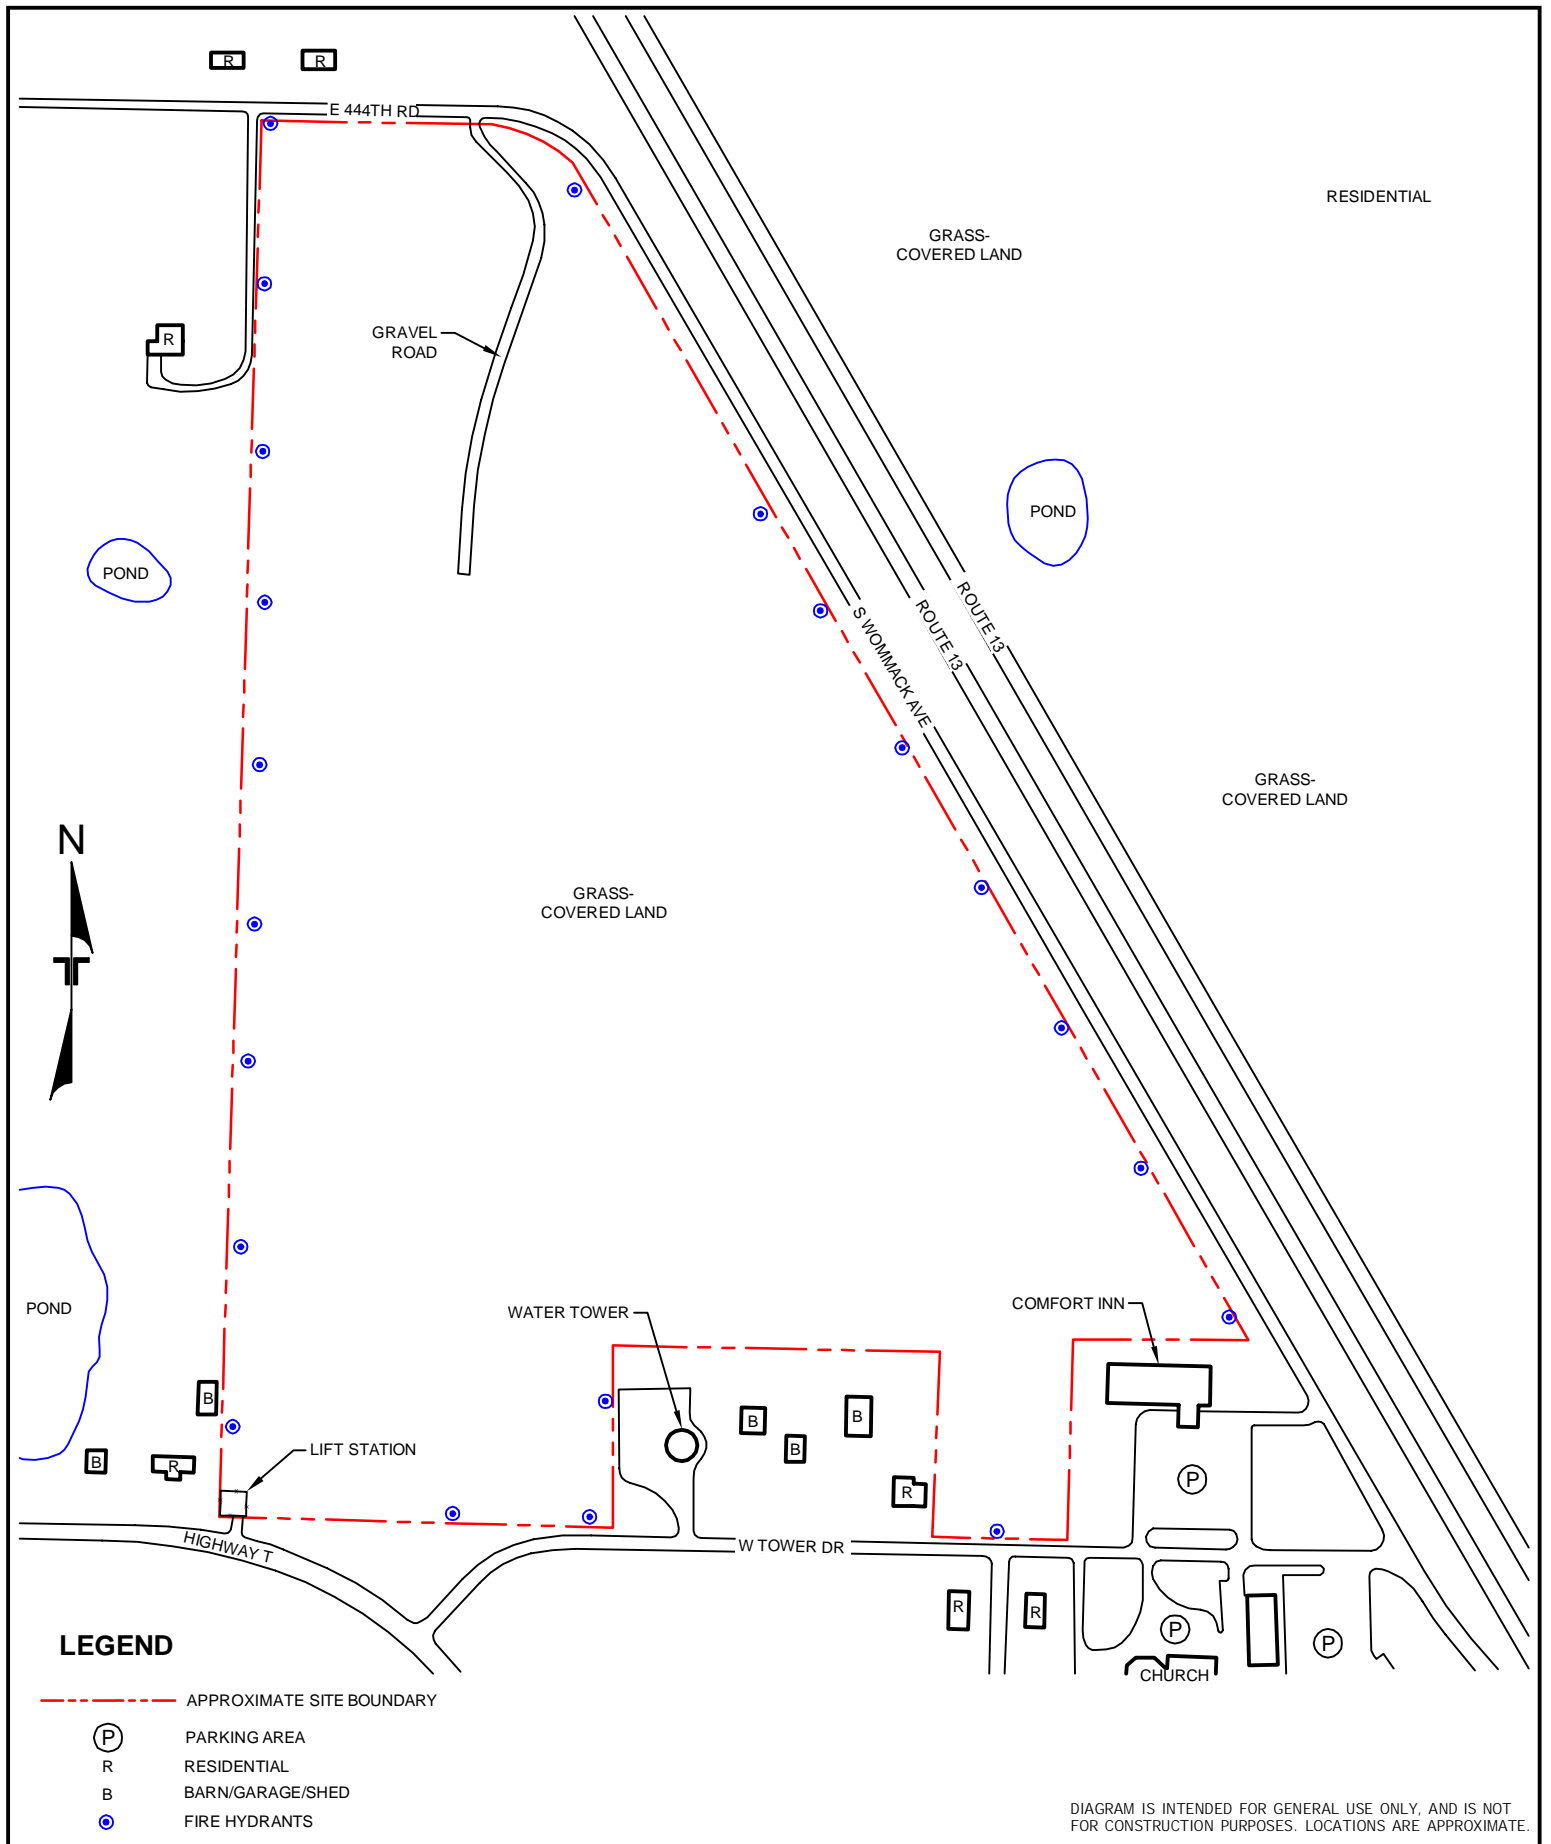 R
R
E 444TH RD
RESIDENTIAL
GRASS-
COVERED LAND
R
GRAVEL
ROAD
POND
POND
ROUTE 13
ROUTE 13
S WOMMACK AVE
GRASS-
COVERED LAND
N
GRASS-
COVERED LAND
POND
WATER TOWER
COMFORT INN
B
B
B
B
B
R
LIFT STATION
R
P
HIGHWAY T
W TOWER DR
R
R
P
P
CHURCH
LEGEND
APPROXIMATE SITE BOUNDARY
P PARKING AREA
R RESIDENTIAL
B BARN/GARAGE/SHED
FIRE HYDRANTS
DIAGRAM IS INTENDED FOR GENERAL USE ONLY, AND IS NOT
FOR CONSTRUCTION PURPOSES. LOCATIONS ARE APPROXIMATE.